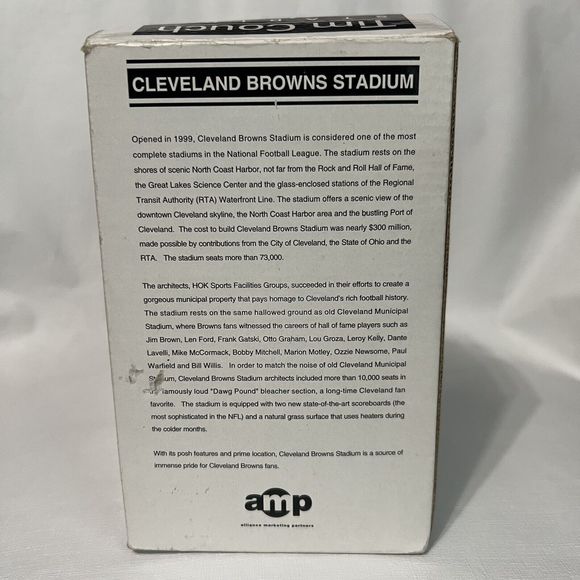 Tim Couch
CLEVELAND BROWNS STADIUM
Opened in 1999, Cleveland Browns Stadium is considered one of the most
complete stadiums in the National Football League. The stadium rests on the
shores of scenic North Coast Harbor, not far from the Rock and Roll Hall of Fame,
the Great Lakes Science Center and the glass-enclosed stations of the Regional
Transit Authority (RTA) Waterfront Line. The stadium offers a scenic view of the
downtown Cleveland skyline, the North Coast Harbor area and the bustling Port of
Cleveland. The cost to build Cleveland Browns Stadium was nearly $300 million,
made possible by contributions from the City of Cleveland, the State of Ohio and the
RTA. The stadium seats more than 73,000.
The architects, HOK Sports Facilities Groups, succeeded in their efforts to create a
gorgeous municipal property that pays homage to Cleveland's rich football history.
The stadium rests on the same hallowed ground as old Cleveland Municipal
Stadium, where Browns fans witnessed the careers of hall of fame players such as
Jim Brown, Len Ford, Frank Gatski, Otto Graham, Lou Groza, Leroy Kelly, Dante
Lavelli, Mike McCormack, Bobby Mitchell, Marion Motley, Ozzie Newsome, Paul
Warfield and Bill Willis. In order to match the noise of old Cleveland Municipal
Stadium, Cleveland Browns Stadium architects included more than 10,000 seats in
famously loud "Dawg Pound" bleacher section, a long-time Cleveland fan
favorite. The stadium is equipped with two new state-of-the-art scoreboards (the
most sophisticated in the NFL) and a natural grass surface that uses heaters during
the colder months.
With its posh features and prime location, Cleveland Browns Stadium is a source of
immense pride for Cleveland Browns fans.
amp
alliance marketing partners